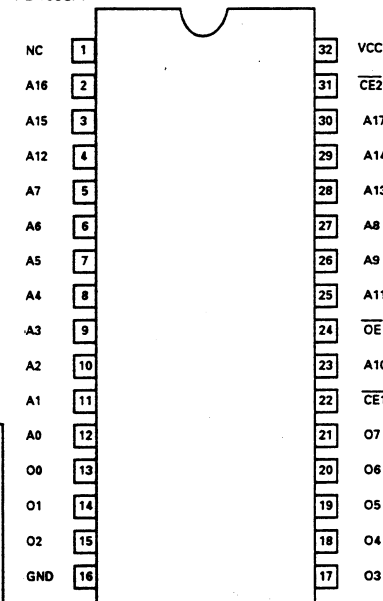 NC 1 32 VCC
A16 2 31 CE2
A15 3 30 A17
A12 4 29 A14
A7 5 28 A13
A6 6 27 A8
A5 7 26 A9
A4 8 25 A11
A3 9 24 OE
A2 10 23 A10
A1 11 22 CE1
A0 12 21 O7
O0 13 20 O6
O1 14 19 O5
O2 15 18 O4
GND 16 17 O3